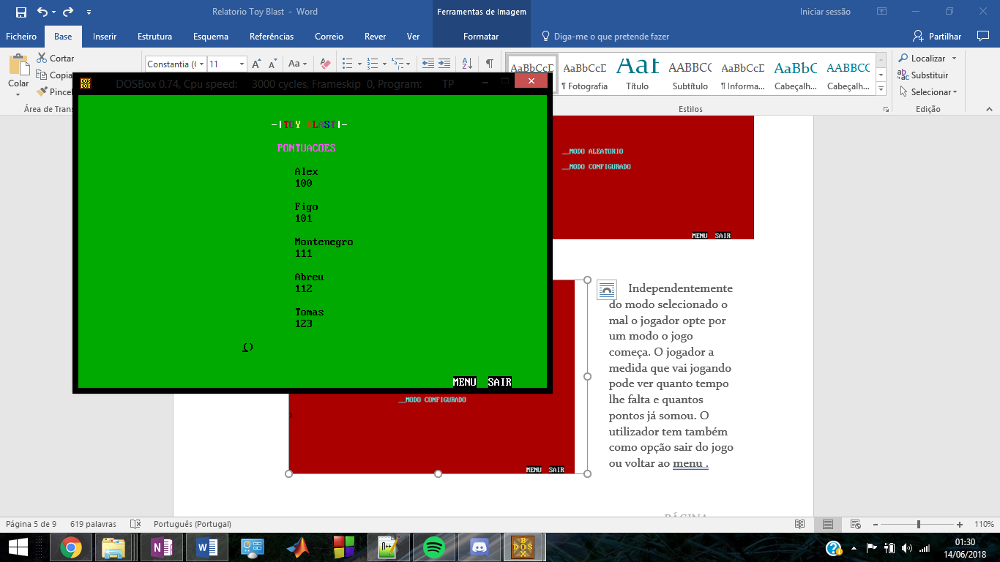 Relatorio Toy Blast - Word
Ferramentas de Imagem
Iniciar sessão
Ficheiro
Base
Inserir
Estrutura
Esquema
Referências
Correio
Rever
Ver
Formatar
Diga-me o que pretende fazer
Partilhar
Colar
Cortar
Copia
Pincel
Área de Trans
Constantia (
11
Aa
AaBbCcDc
AaBbCcD
AaB
AABBCC
AaBbCcD
AaBbC
AABBCC
¶ Fotografia
Título
Subtítulo
¶ Informa...
Cabeçalh...
Cabeçalh...
Estilos
Localizar
Substituir
Selecionar
Edição
DOSBox 0.74, Cpu speed: 3000 cycles, Frameskip 0, Program: TP
-|TOY BLAST|-
PONTUACOES
Alex
100
Figo
101
Montenegro
111
Abreu
112
Tomas
123
MENU SAIR
__MODO ALEATORIO
__MODO CONFIGURADO
MENU SAIR
__MODO CONFIGURADO
MENU SAIR
Independentemente
do modo selecionado o
mal o jogador opte por
um modo o jogo
começa. O jogador a
medida que vai jogando
pode ver quanto tempo
lhe falta e quantos
pontos já somou. O
utilizador tem também
como opção sair do jogo
ou voltar ao menu .
PÁGINA
Página 5 de 9
619 palavras
Português (Portugal)
110%
01:30
14/06/2018